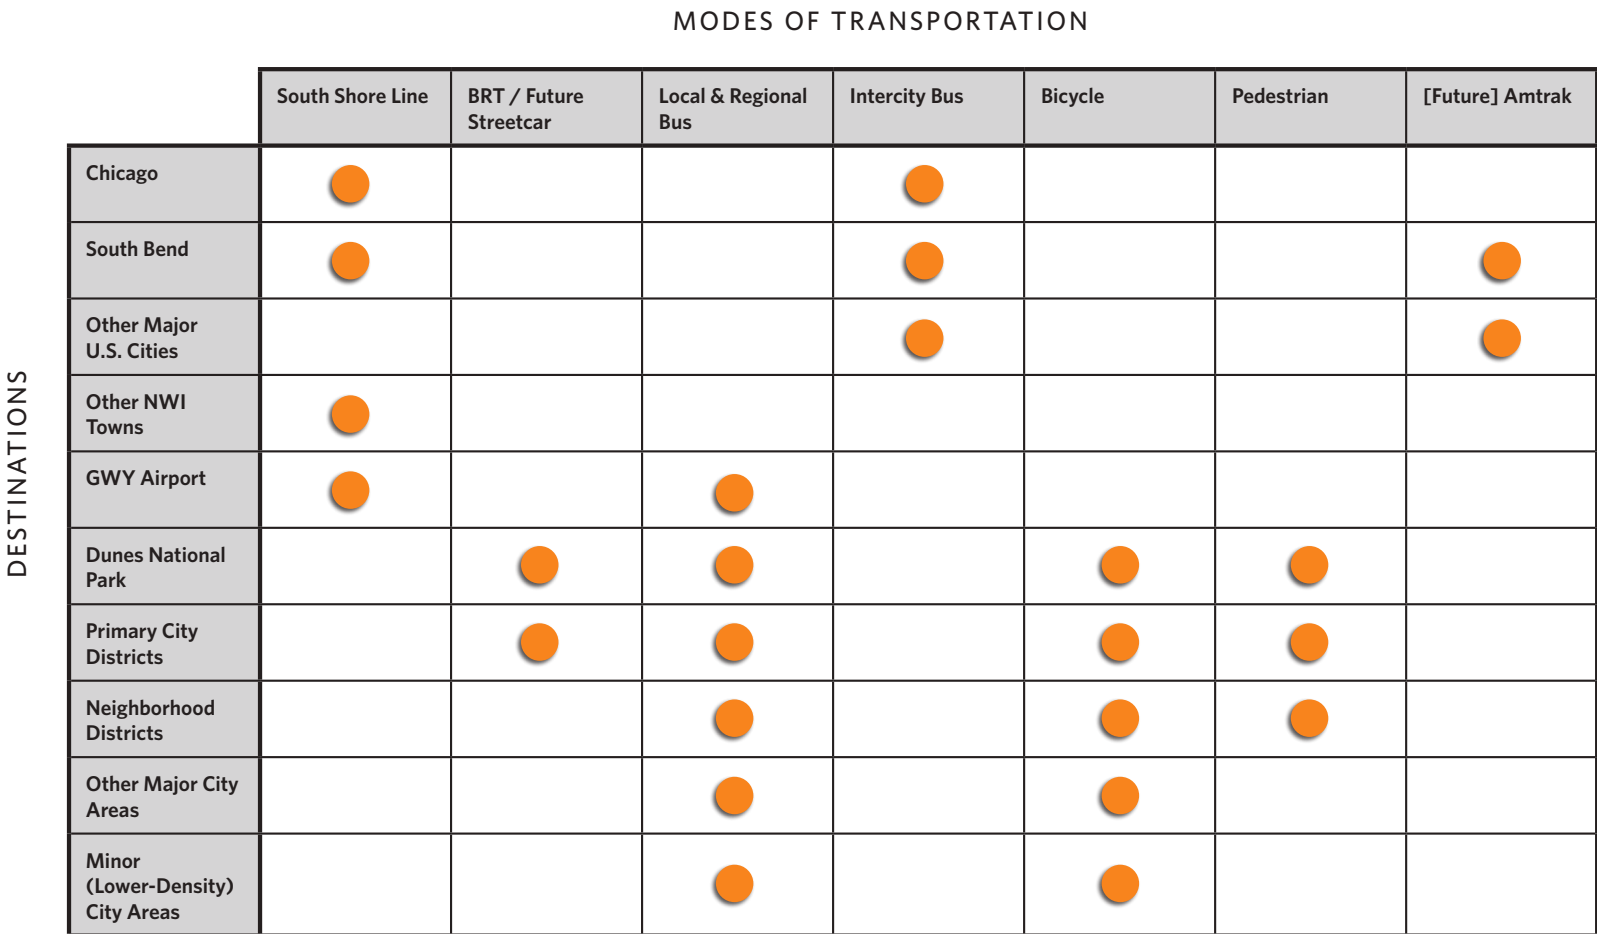 MODES OF TRANSPORTATION
South Shore Line
BRT / Future
Streetcar
Local & Regional
Bus
Intercity Bus
Bicycle
Pedestrian
[Future] Amtrak
DESTINATIONS
Chicago
South Bend
Other Major
U.S. Cities
Other NWI
Towns
GWY Airport
Dunes National
Park
Primary City
Districts
Neighborhood
Districts
Other Major City
Areas
Minor
(Lower-Density)
City Areas